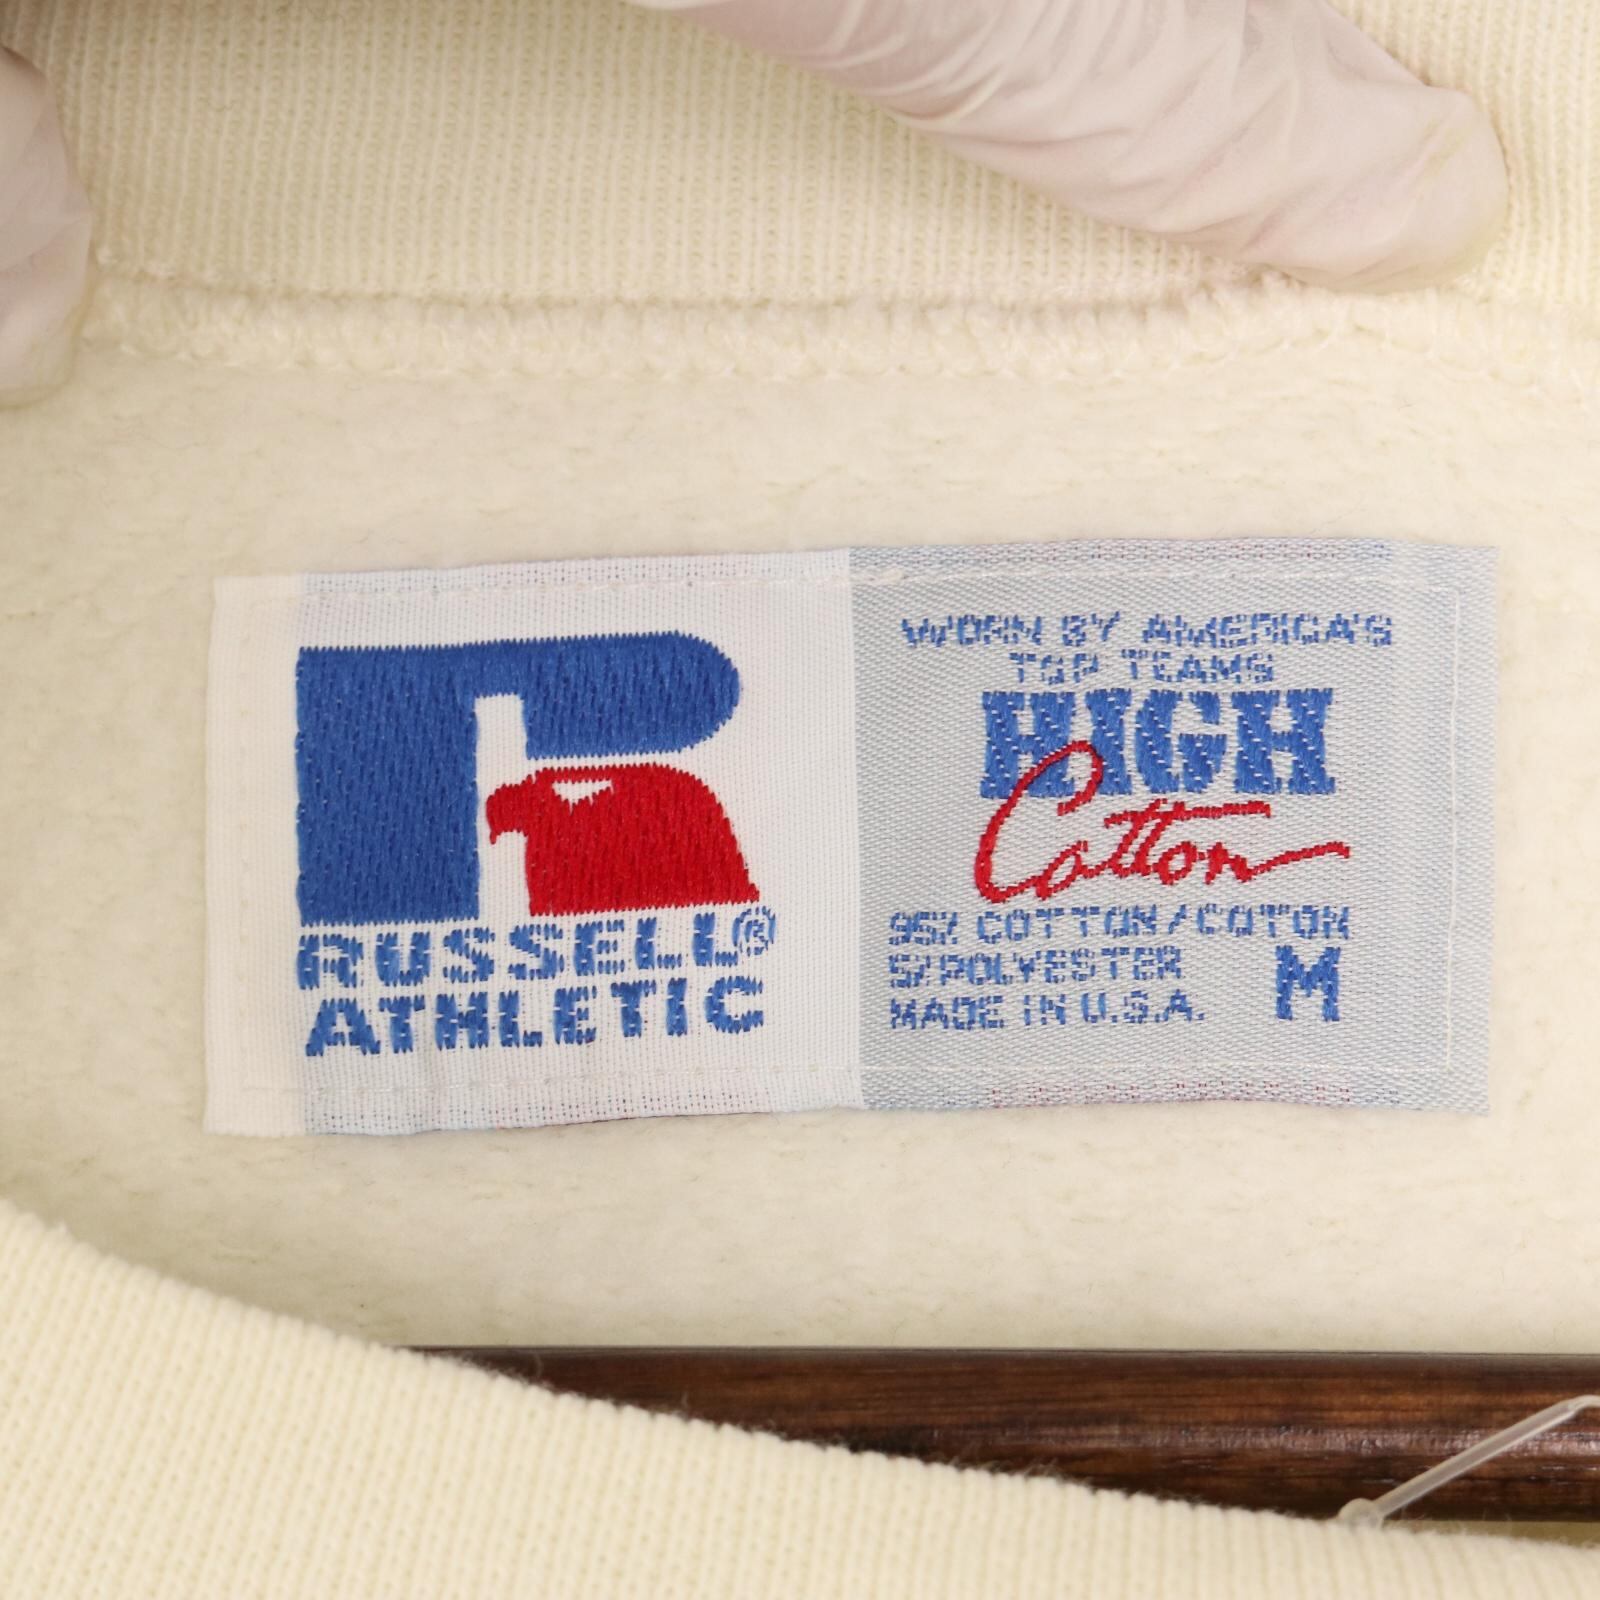 RUSSELL®
ATHLETIC
WORN BY AMERICA'S
TOP TEAMS
HIGH
Cotton
95% COTTON/COTON
5% POLYESTER
MADE IN U.S.A.
M